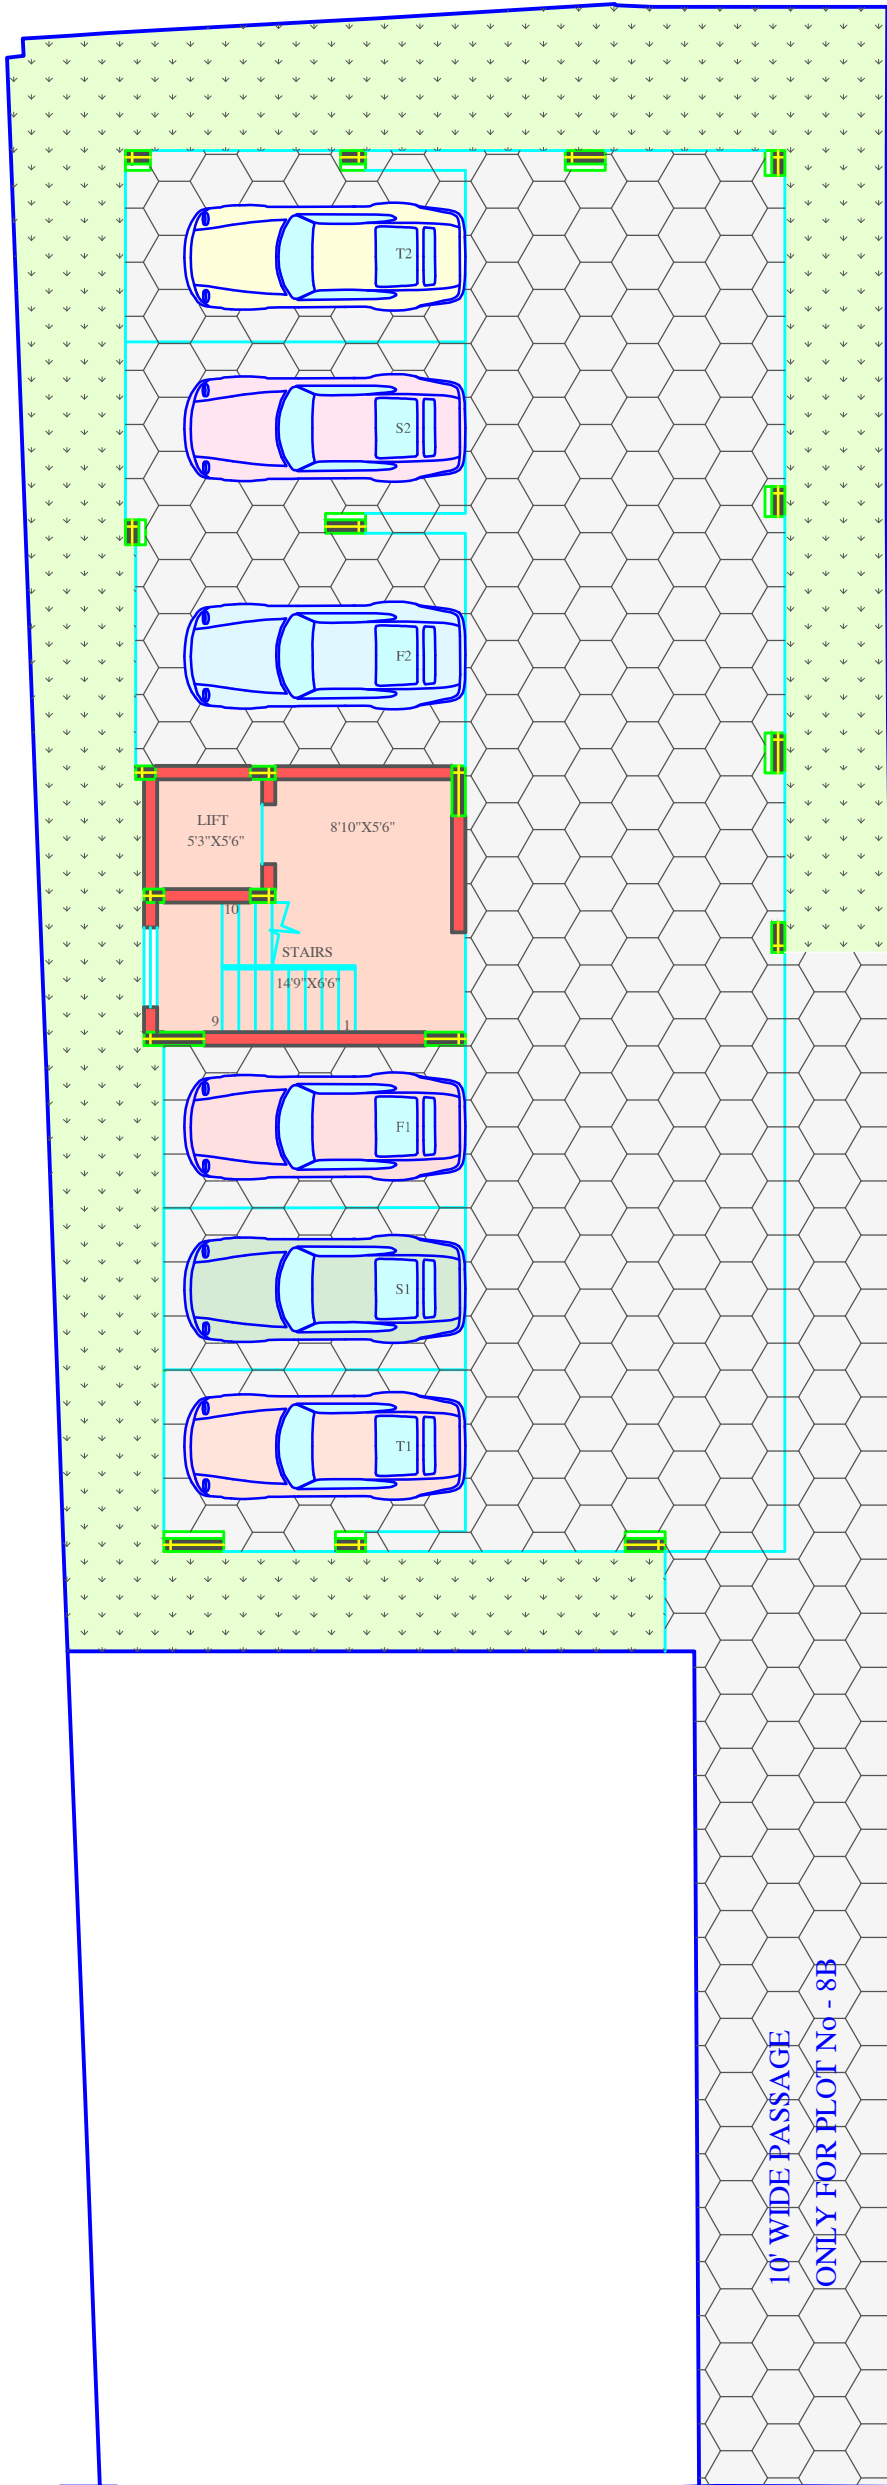 T2
S2
F2
LIFT
5'3"X5'6"
8'10"X5'6"
10
STAIRS
14'9"X6'6"
9
1
F1
S1
T1
10' WIDE PASSAGE
ONLY FOR PLOT No - 8B